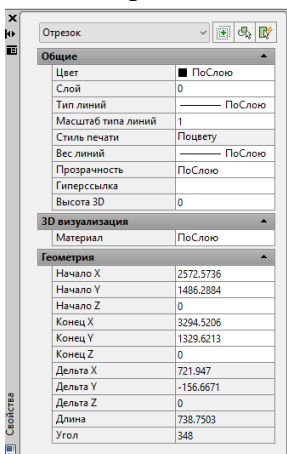 Отрезок
Общие
Цвет ПоСлою
Слой 0
Тип линий ПоСлою
Масштаб типа линий 1
Стиль печати Поцвету
Вес линий ПоСлою
Прозрачность ПоСлою
Гиперссылка
Высота 3D 0
3D визуализация
Материал ПоСлою
Геометрия
Начало X 2572.5736
Начало Y 1486.2884
Начало Z 0
Конец X 3294.5206
Конец Y 1329.6213
Конец Z 0
Дельта X 721.947
Дельта Y -156.6671
Дельта Z 0
Длина 738.7503
Угол 348
Свойства